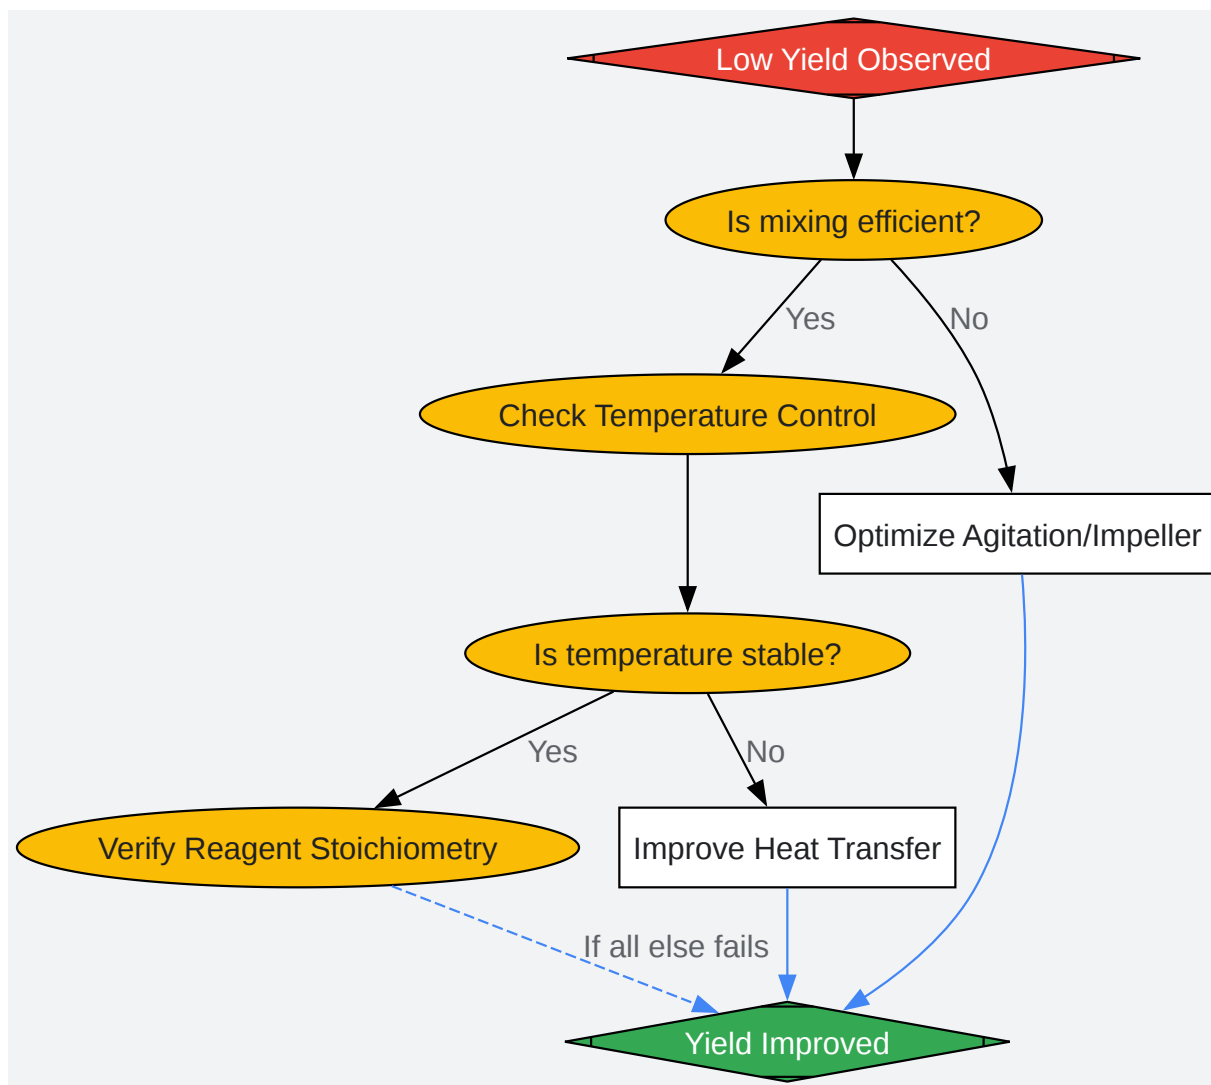 Low Yield Observed
Is mixing efficient?
Yes
No
Check Temperature Control
Optimize Agitation/Impeller
Is temperature stable?
Yes
No
Verify Reagent Stoichiometry
Improve Heat Transfer
If all else fails
Yield Improved